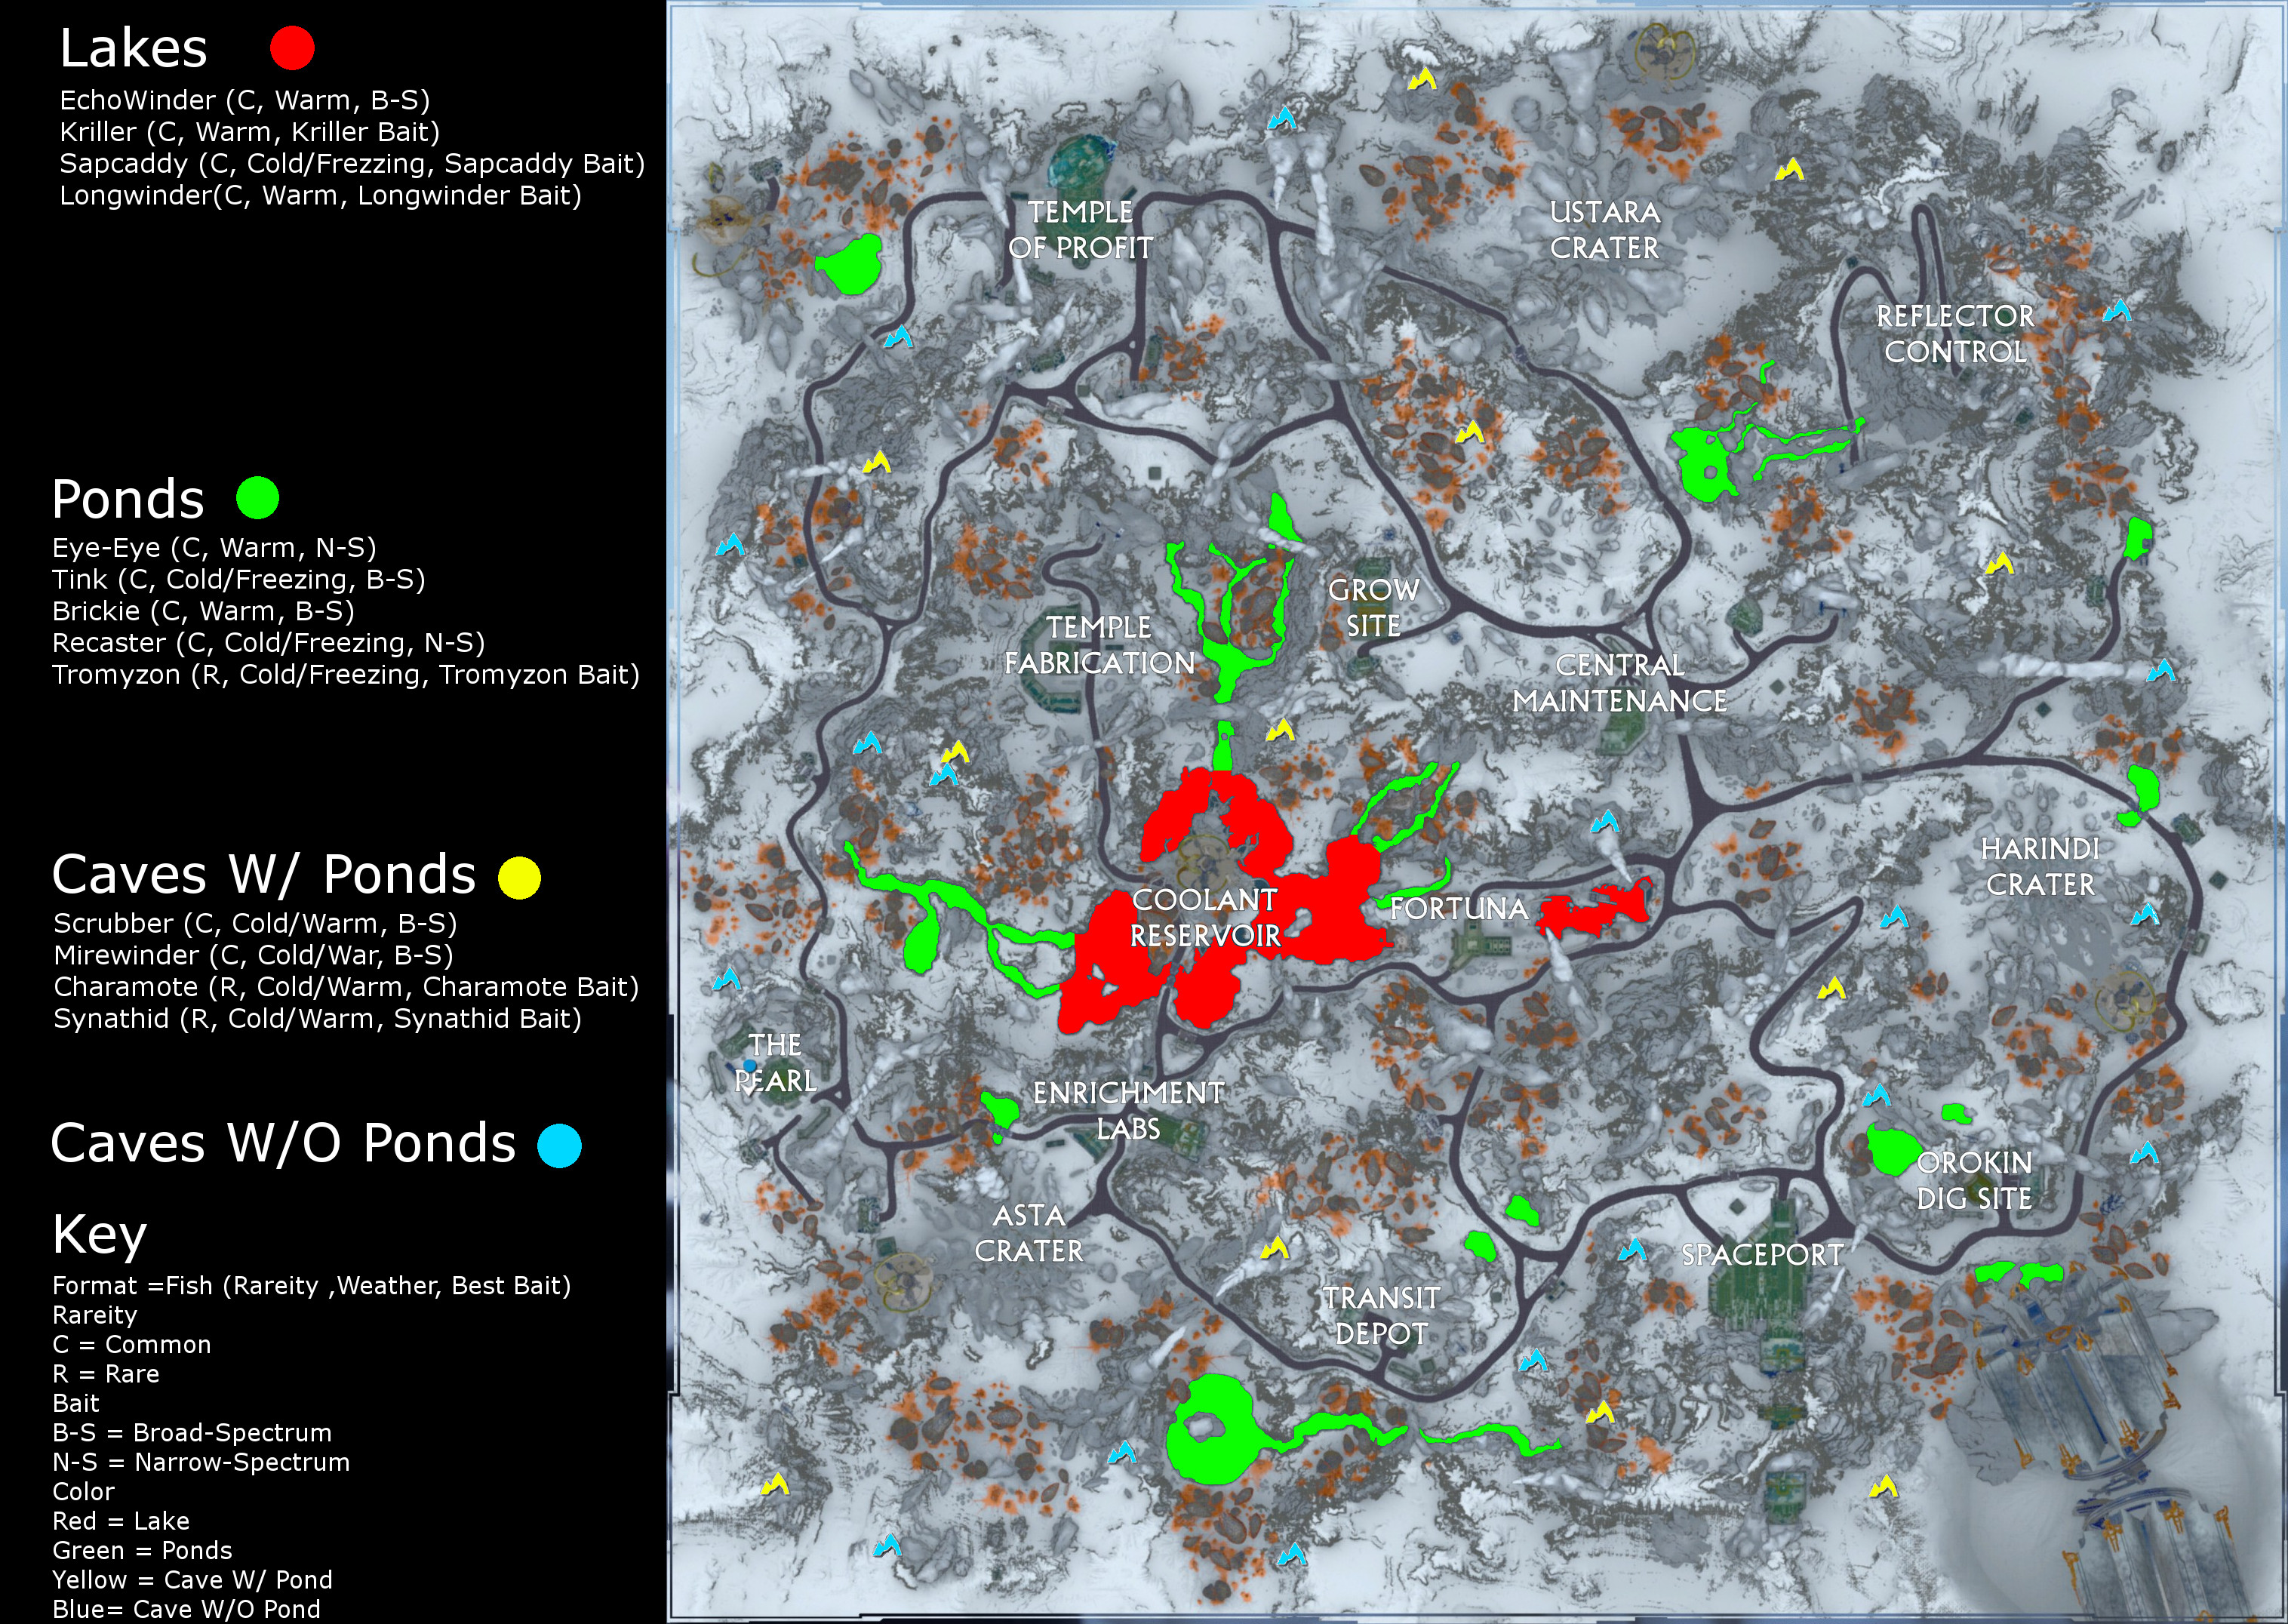 Lakes
EchoWinder (C, Warm, B-S)
Kriller (C, Warm, Kriller Bait)
Sapcaddy (C, Cold/Frezzing, Sapcaddy Bait)
Longwinder(C, Warm, Longwinder Bait)
Ponds
Eye-Eye (C, Warm, N-S)
Tink (C, Cold/Freezing, B-S)
Brickie (C, Warm, B-S)
Recaster (C, Cold/Freezing, N-S)
Tromyzon (R, Cold/Freezing, Tromyzon Bait)
Caves W/ Ponds
Scrubber (C, Cold/Warm, B-S)
Mirewinder (C, Cold/War, B-S)
Charamote (R, Cold/Warm, Charamote Bait)
Synathid (R, Cold/Warm, Synathid Bait)
Caves W/O Ponds
Key
Format =Fish (Rareity ,Weather, Best Bait)
Rareity
C = Common
R = Rare
Bait
B-S = Broad-Spectrum
N-S = Narrow-Spectrum
Color
Red = Lake
Green = Ponds
Yellow = Cave W/ Pond
Blue= Cave W/O Pond
TEMPLE
OF PROFIT
USTARA
CRATER
REFLECTOR
CONTROL
GROW
SITE
TEMPLE
FABRICATION
CENTRAL
MAINTENANCE
HARINDI
CRATER
COOLANT
RESERVOIR
FORTUNA
THE
PEARL
ENRICHMENT
LABS
OROKIN
DIG SITE
ASTA
CRATER
SPACEPORT
TRANSIT
DEPOT